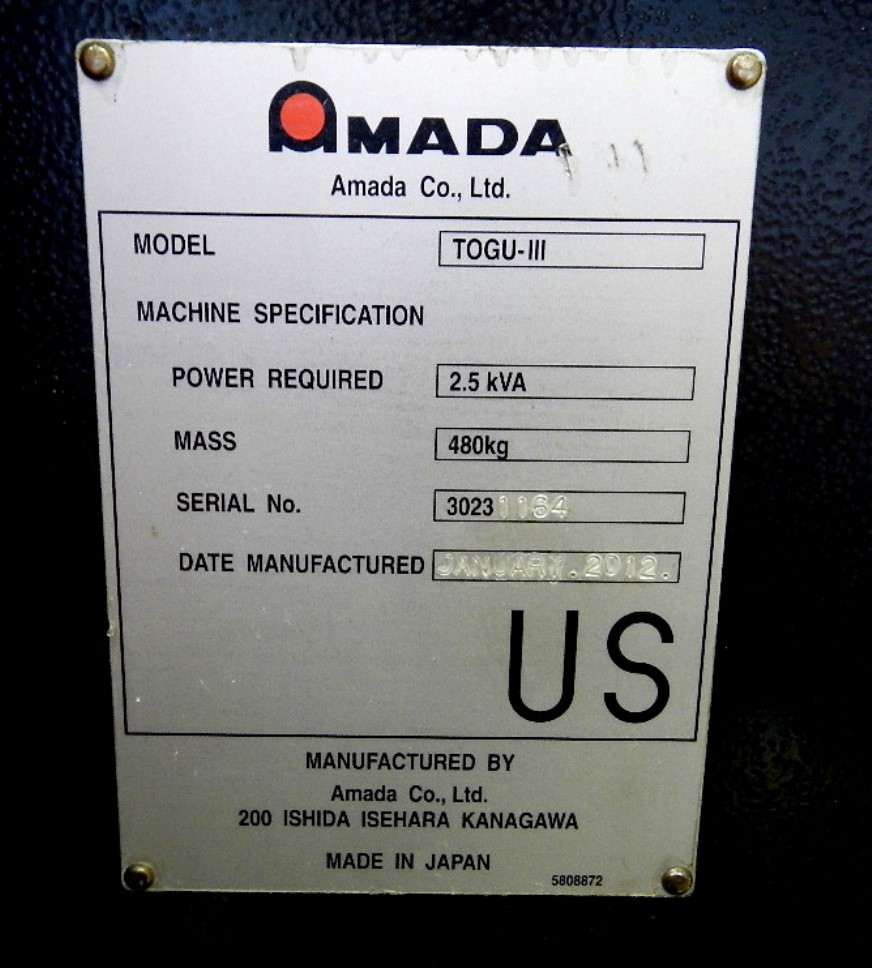 AMADA
Amada Co., Ltd.
MODEL TOGU-III
MACHINE SPECIFICATION
POWER REQUIRED 2.5 kVA
MASS 480kg
SERIAL No. 30231164
DATE MANUFACTURED JANUARY.2012.
US
MANUFACTURED BY
Amada Co., Ltd.
200 ISHIDA ISEHARA KANAGAWA
MADE IN JAPAN
5808872